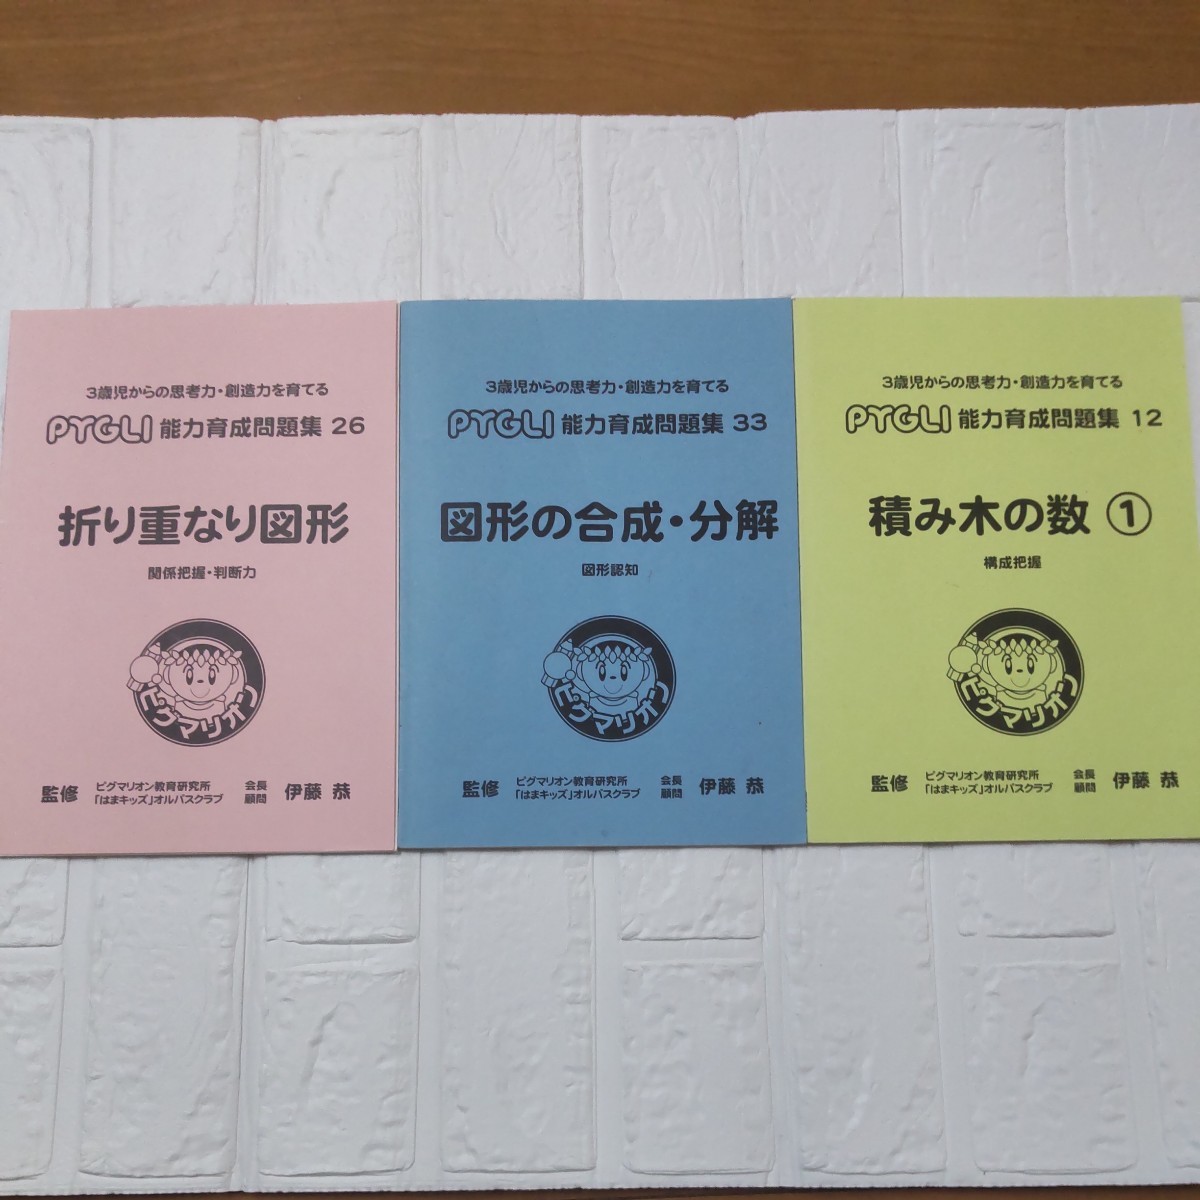 3歳児からの思考力・創造力を育てる
PYGLI 能力育成問題集 26
折り重なり図形
関係把握・判断力
ピグマリオン
監修 ピグマリオン教育研究所 会長 伊藤 恭
「はまキッズ」オルパスクラブ 顧問
3歳児からの思考力・創造力を育てる
PYGLI 能力育成問題集 33
図形の合成・分解
図形認知
ピグマリオン
監修 ピグマリオン教育研究所 会長 伊藤 恭
「はまキッズ」オルパスクラブ 顧問
3歳児からの思考力・創造力を育てる
PYGLI 能力育成問題集 12
積み木の数 ①
構成把握
ピグマリオン
監修 ピグマリオン教育研究所 会長 伊藤 恭
「はまキッズ」オルパスクラブ 顧問